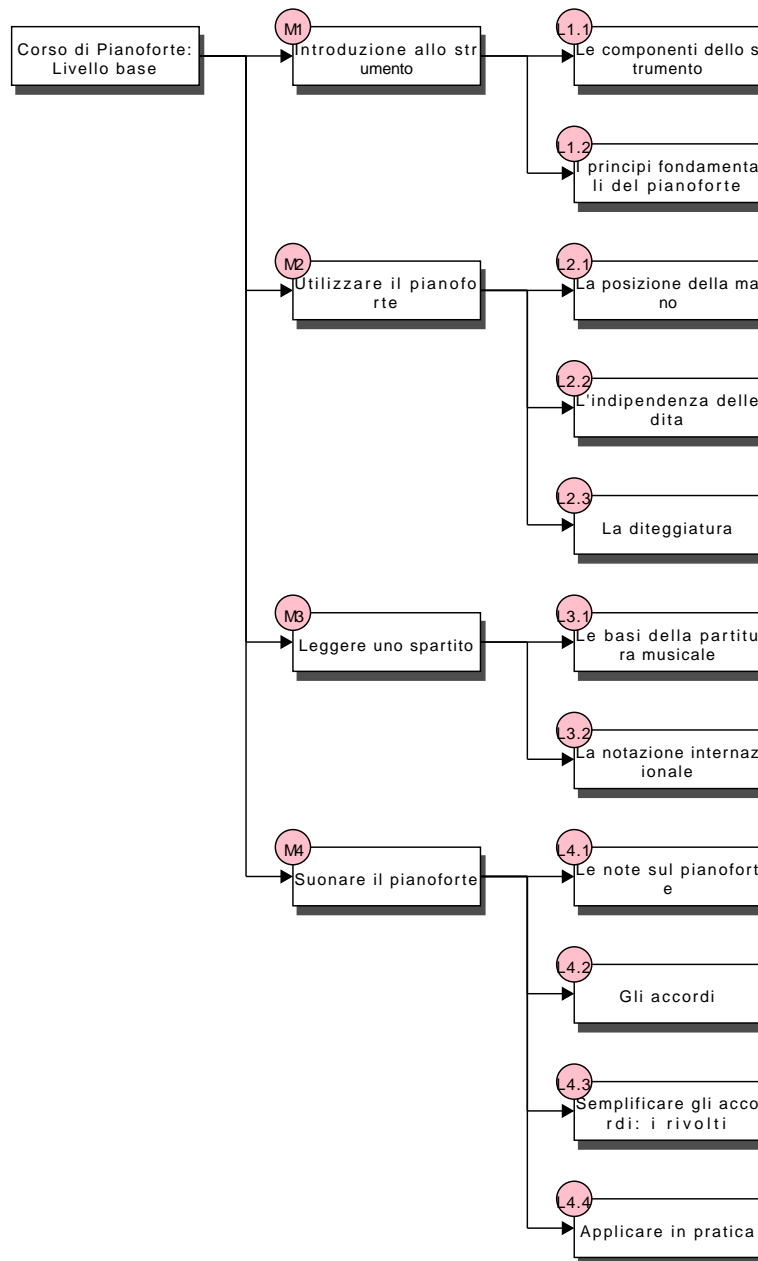 M1
L1.1
Corso di Pianoforte:
Livello base
Introduzione allo str
umento
Le componenti dello s
trumento
L1.2
I principi fondamenta
li del pianoforte
M2
L2.1
Utilizzare il pianofo
rte
La posizione della ma
no
L2.2
L'indipendenza delle
dita
L2.3
La diteggiatura
M3
L3.1
Leggere uno spartito
Le basi della partitu
ra musicale
L3.2
La notazione internaz
ionale
M4
L4.1
Suonare il pianoforte
Le note sul pianofort
e
L4.2
Gli accordi
L4.3
Semplificare gli acco
rdi: i rivolti
L4.4
Applicare in pratica